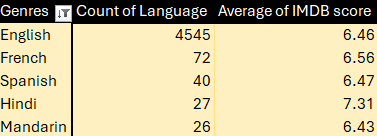 Genres Count of Language Average of IMDB score
English 4545 6.46
French 72 6.56
Spanish 40 6.47
Hindi 27 7.31
Mandarin 26 6.43